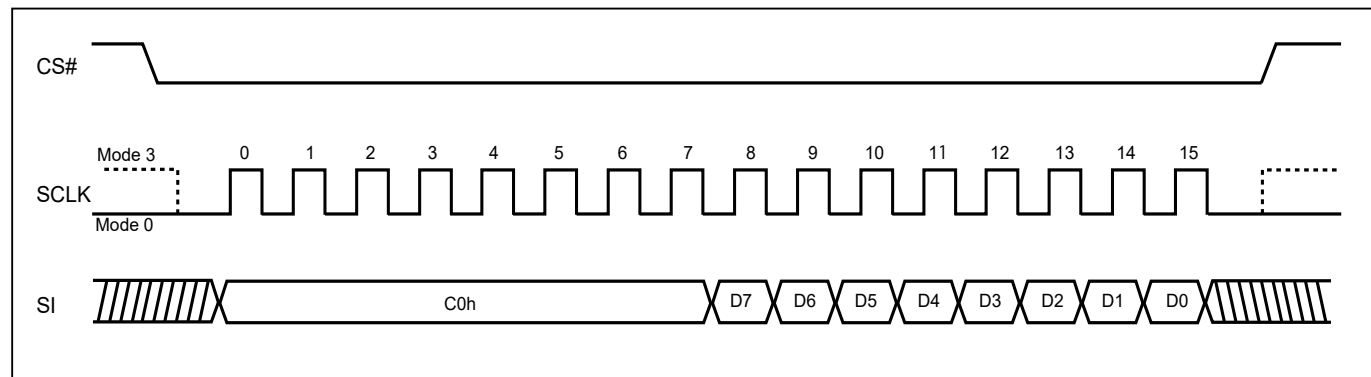 CS#
Mode 3
0 1 2 3 4 5 6 7 8 9 10 11 12 13 14 15
SCLK
Mode 0
SI
C0h D7 D6 D5 D4 D3 D2 D1 D0